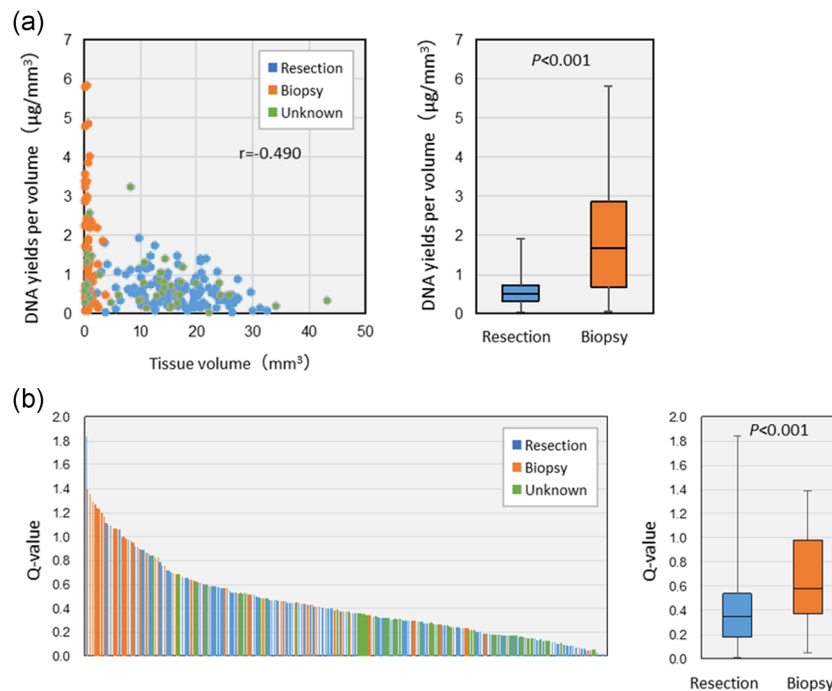 (a)
DNA yields per volume（µg/mm³）
7
6
5
4
3
2
1
0
0
10
20
30
40
50
Tissue volume（mm³）
Resection
Biopsy
Unknown
r=-0.490
DNA yields per volume（µg/mm³）
7
6
5
4
3
2
1
0
P<0.001
Resection
Biopsy
(b)
Q-value
2.0
1.8
1.6
1.4
1.2
1.0
0.8
0.6
0.4
0.2
0.0
Resection
Biopsy
Unknown
Q-value
2.0
1.8
1.6
1.4
1.2
1.0
0.8
0.6
0.4
0.2
0.0
P<0.001
Resection
Biopsy